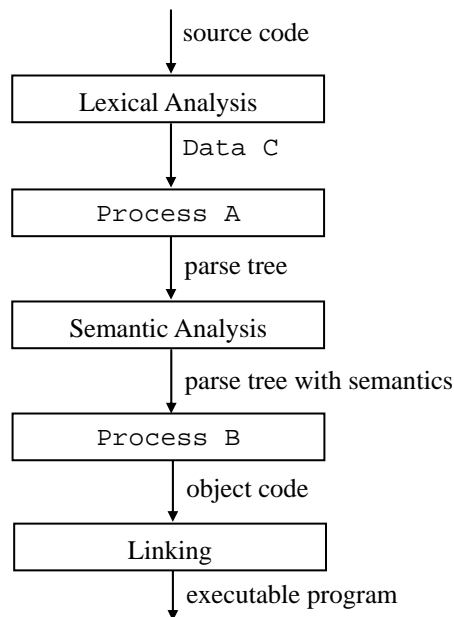 source code
Lexical Analysis
Data C
Process A
parse tree
Semantic Analysis
parse tree with semantics
Process B
object code
Linking
executable program